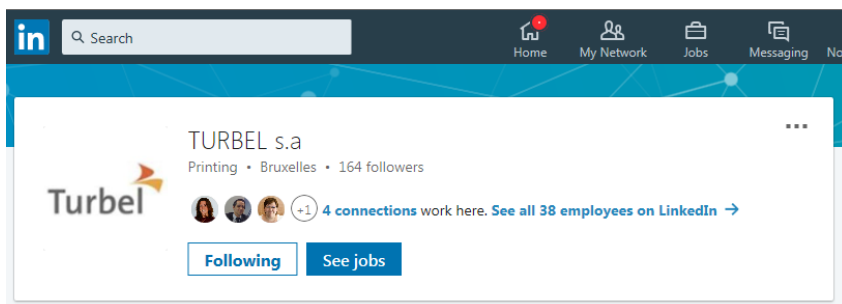 in Search
Home My Network Jobs Messaging No
TURBEL s.a
Printing • Bruxelles • 164 followers
Turbel
+1 4 connections work here. See all 38 employees on LinkedIn →
Following See jobs